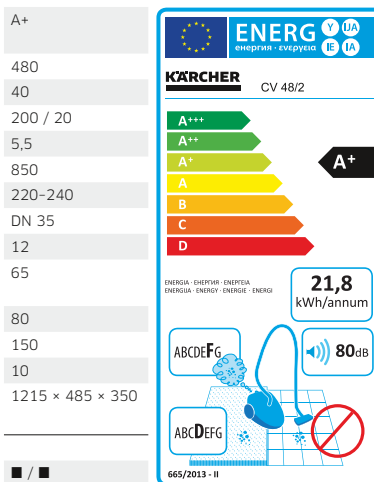 A+
480
40
200 / 20
5,5
850
220-240
DN 35
12
65
80
150
10
1215 × 485 × 350
■ / ■
ENERG
енергия · ενεργεια
Y IJA
IE IA
KÄRCHER
CV 48/2
A+++
A++
A+
A
B
C
D
A+
ENERGIA · ЕНЕРГИЯ · ΕΝΕΡΓΕΙΑ
ENERGIJA · ENERGY · ENERGIE · ENERGI
21,8
kWh/annum
ABCDEFG
80dB
ABCDEFG
665/2013 - II